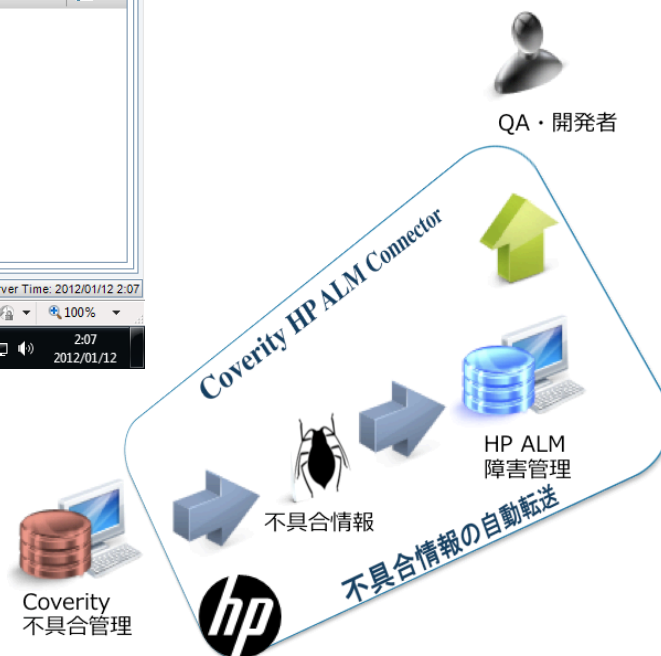 rver Time: 2012/01/12 2:07
100%
2:07
2012/01/12
QA・開発者
Coverity HP ALM Connector
HP ALM
障害管理
不具合情報
不具合情報の自動転送
Coverity
不具合管理
hp